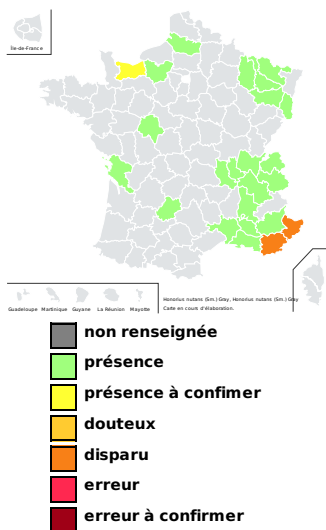 Île-de-France
Honorius nutans (Sm.) Gray, Honorius nutans (Sm.) Gray
Carte en cours d'élaboration.
Guadeloupe Martinique Guyane La Réunion Mayotte
non renseignée
présence
présence à confimer
douteux
disparu
erreur
erreur à confirmer